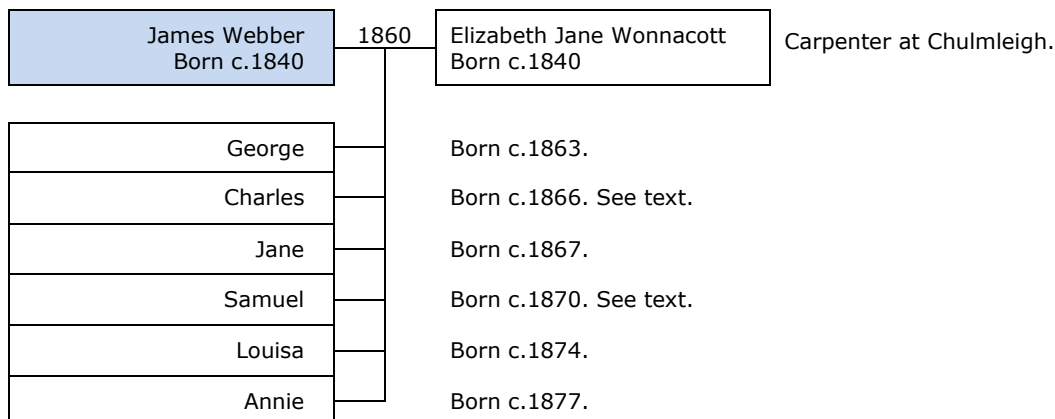 James Webber
Born c.1840
1860
Elizabeth Jane Wonnacott
Born c.1840
Carpenter at Chulmleigh.
George
Born c.1863.
Charles
Born c.1866. See text.
Jane
Born c.1867.
Samuel
Born c.1870. See text.
Louisa
Born c.1874.
Annie
Born c.1877.